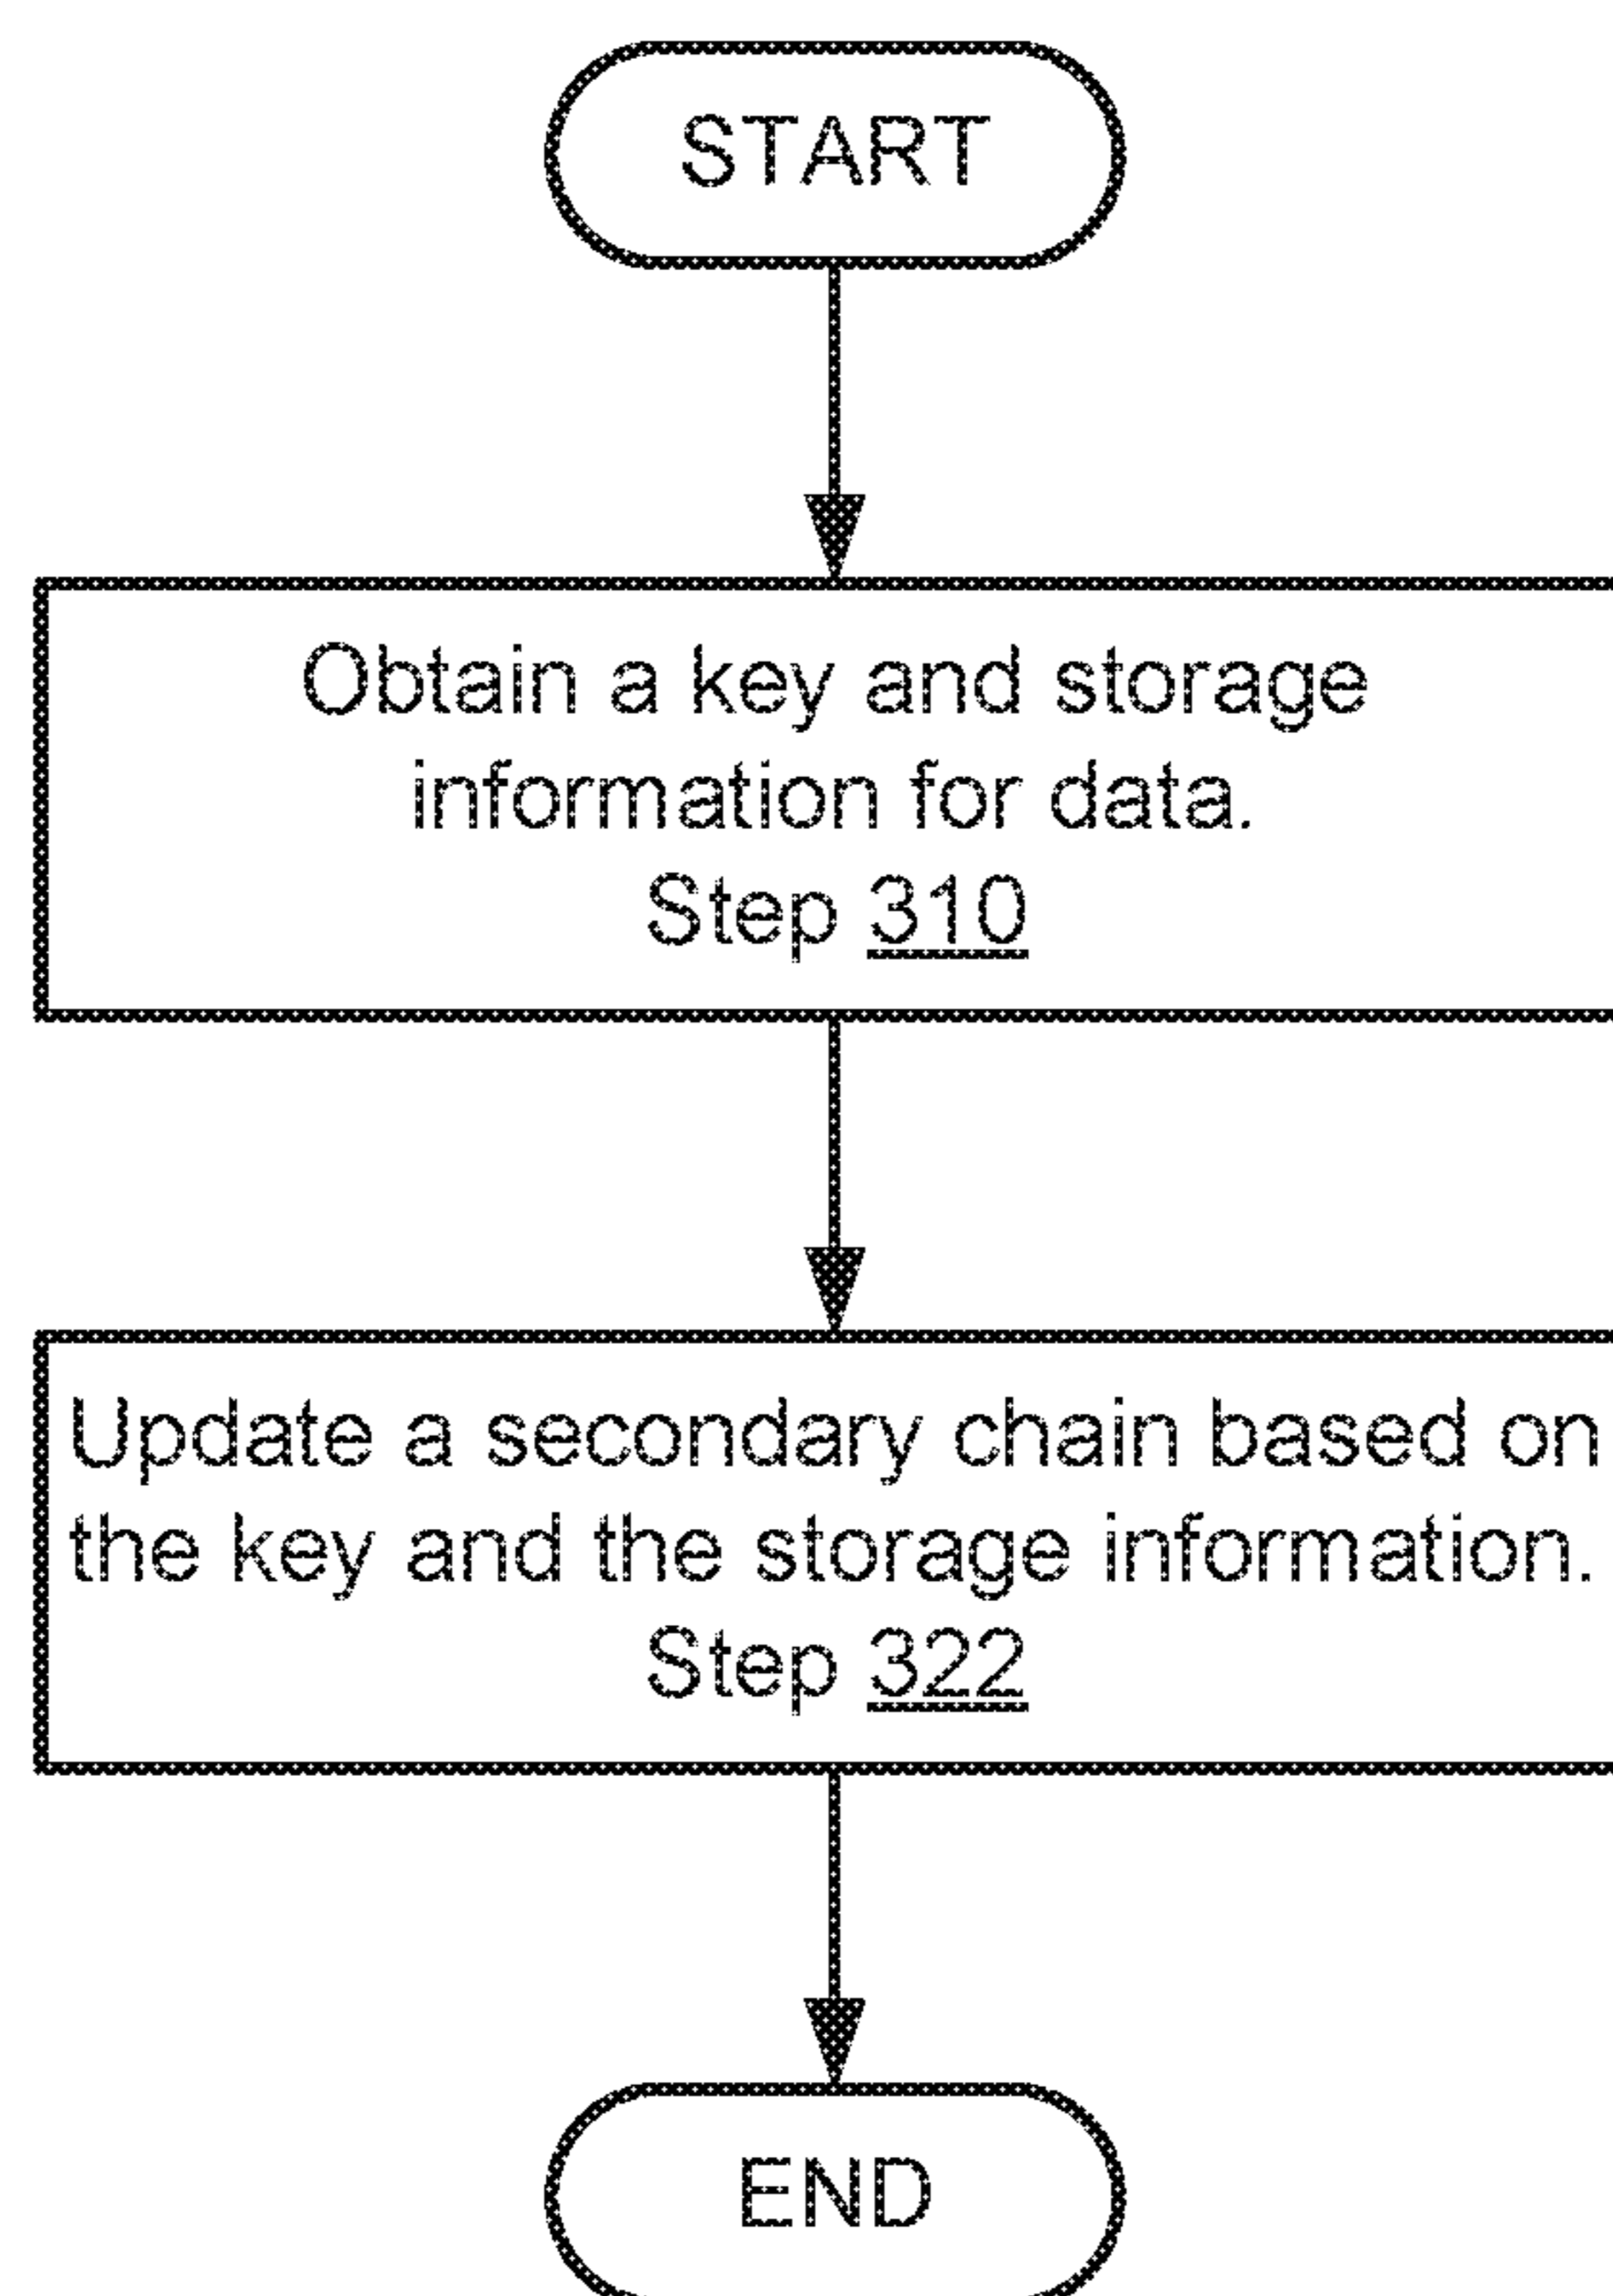 START
Obtain a key and storage
information for data.
Step 310
Update a secondary chain based on
the key and the storage information.
Step 322
END